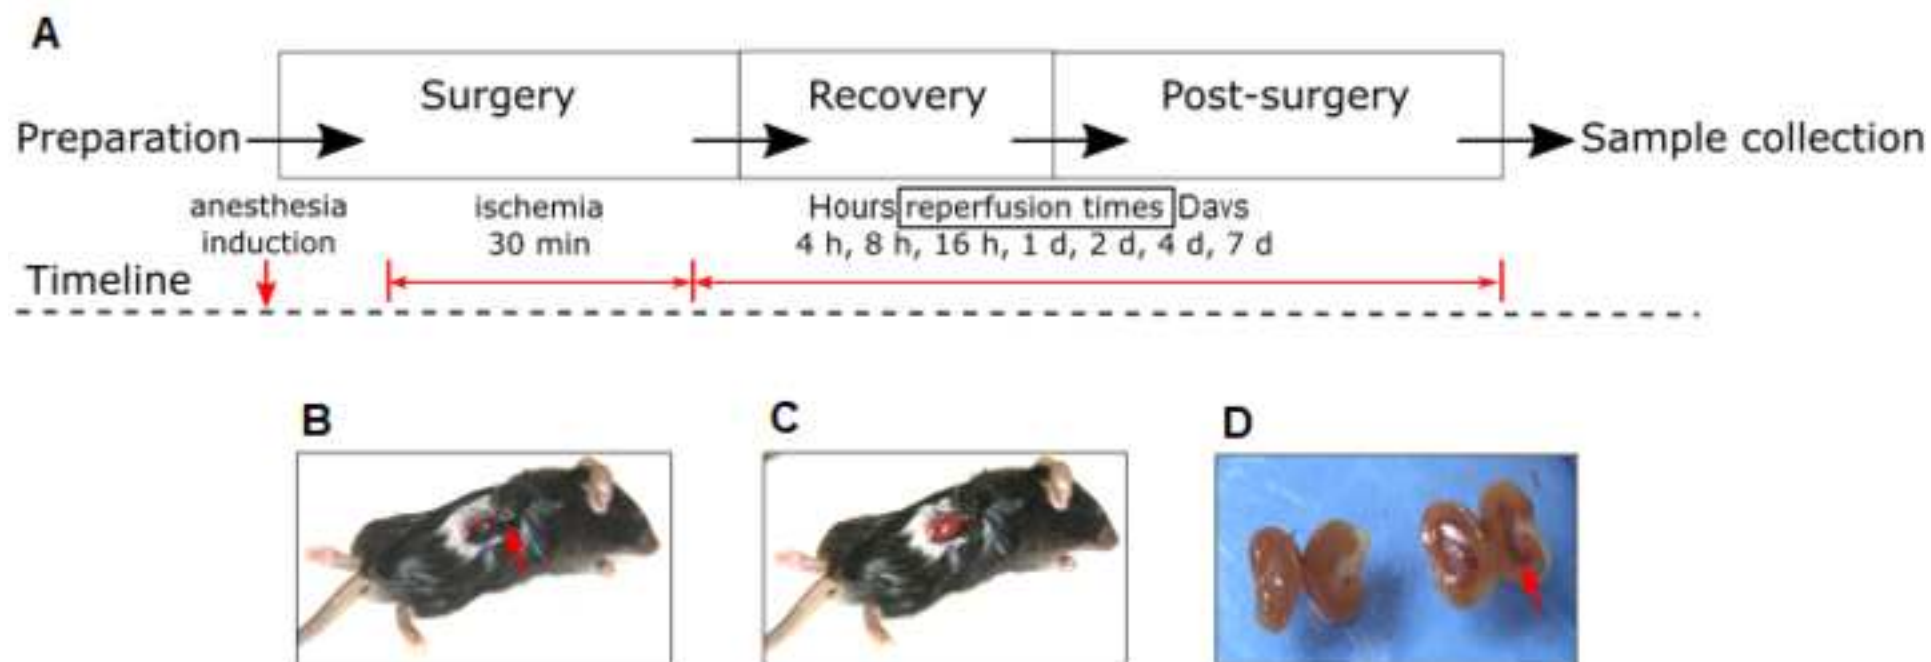 A
Surgery
Recovery
Post-surgery
Preparation
Sample collection
anesthesia
induction
ischemia
30 min
Hours reperfusion times Days
4 h, 8 h, 16 h, 1 d, 2 d, 4 d, 7 d
Timeline
B
C
D